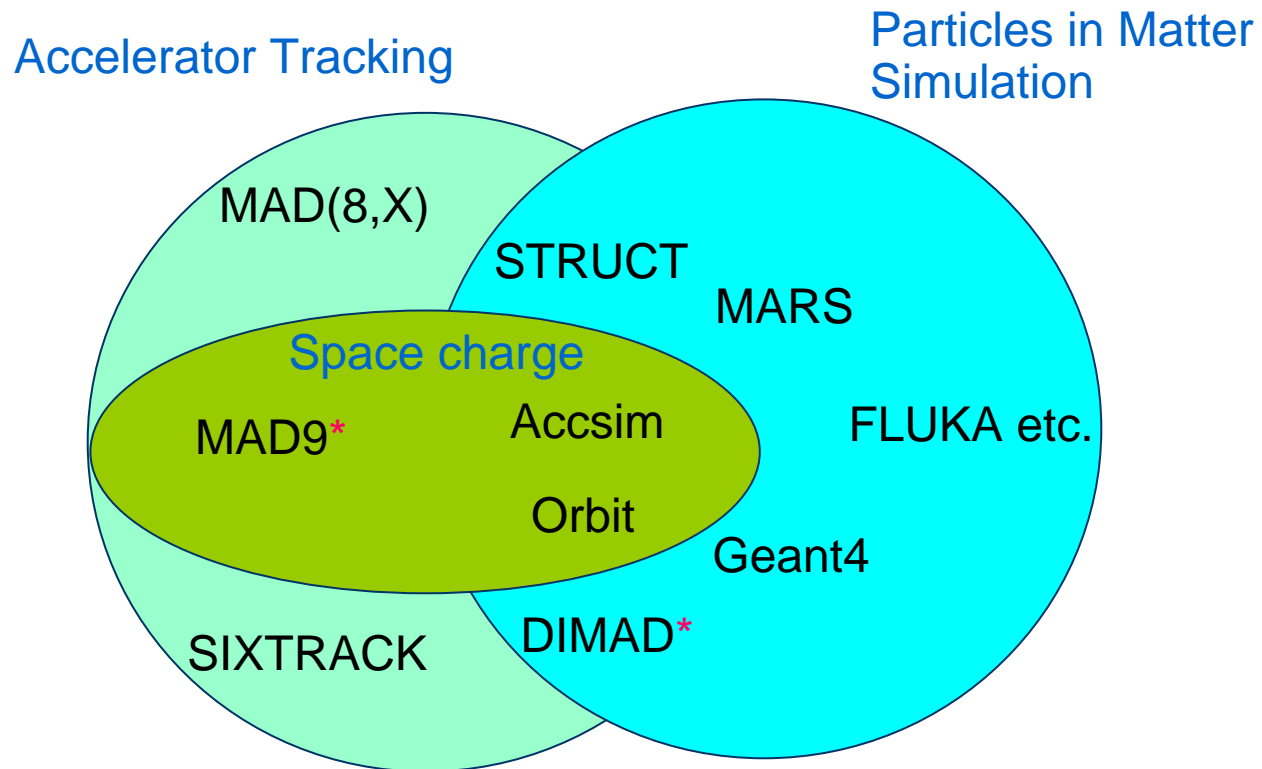 Accelerator Tracking
Particles in Matter
Simulation
MAD(8,X)
STRUCT
MARS
Space charge
MAD9*
Accsim
FLUKA etc.
Orbit
Geant4
DIMAD*
SIXTRACK